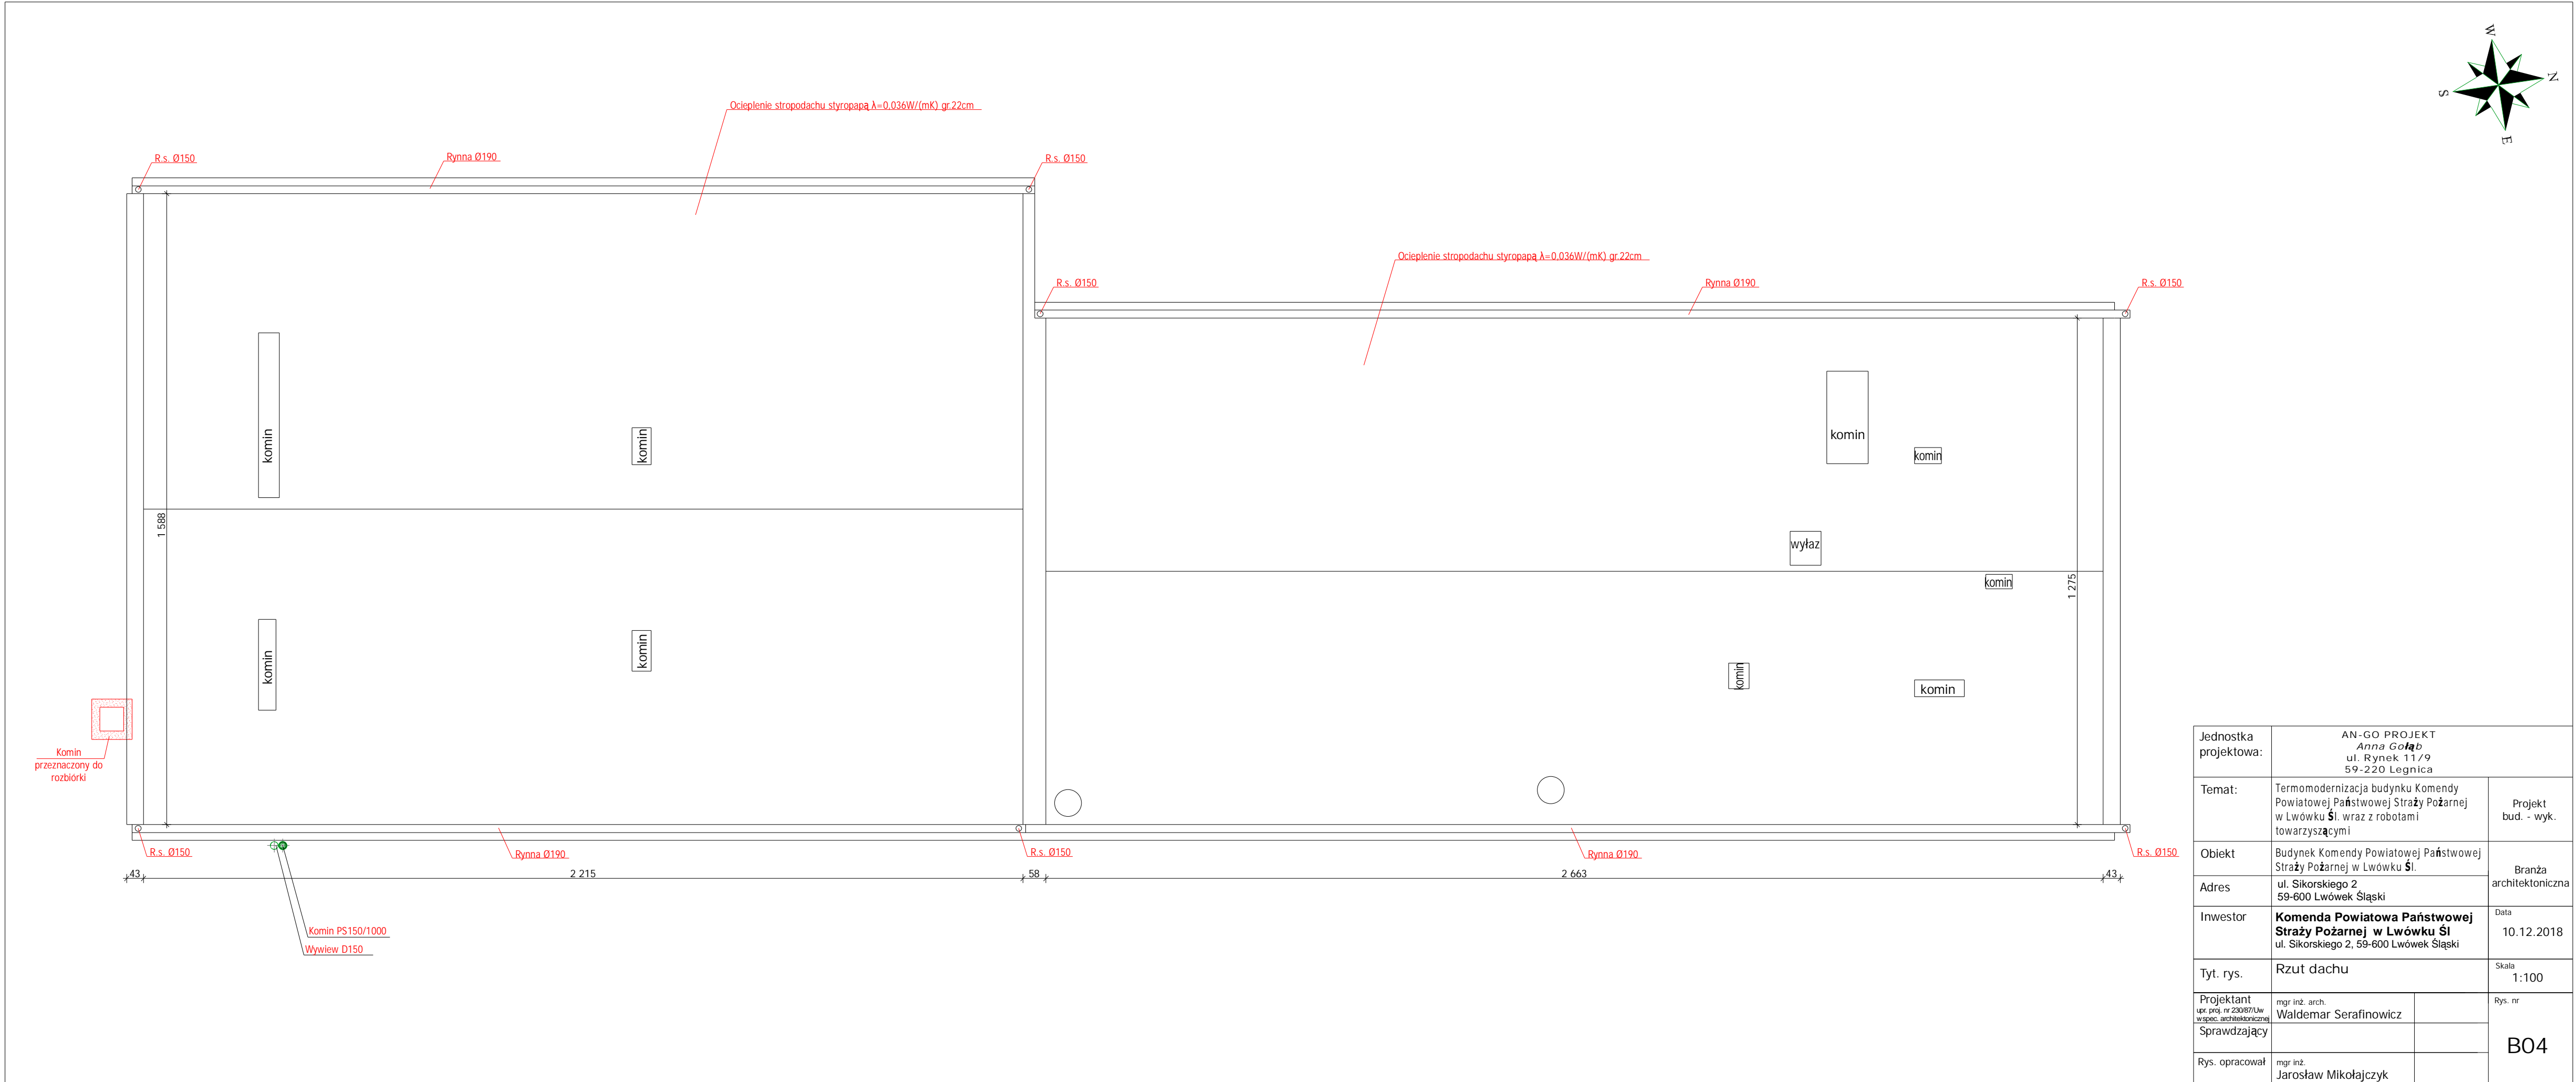 W
N
S
E
Ocieplenie stropodachu styropapą λ=0,036W/(mK) gr.22cm
R.s. Ø150
Rynna Ø190
R.s. Ø150
Ocieplenie stropodachu styropapą λ=0,036W/(mK) gr.22cm
R.s. Ø150
Rynna Ø190
R.s. Ø150
komin
komin
komin
komin
1 588
wyłaz
komin
1 275
komin
komin
komin
komin
Komin
przeznaczony do
rozbiórki
R.s. Ø150
Rynna Ø190
R.s. Ø150
Rynna Ø190
R.s. Ø150
43
2 215
58
2 663
43
Komin PS150/1000
Wywiew D150
Jednostka
projektowa:
AN-GO PROJEKT
Anna Gołąb
ul. Rynek 11/9
59-220 Legnica
Temat:
Termomodernizacja budynku Komendy
Powiatowej Państwowej Straży Pożarnej
w Lwówku Śl. wraz z robotami
towarzyszącymi
Projekt
bud. - wyk.
Obiekt
Budynek Komendy Powiatowej Państwowej
Straży Pożarnej w Lwówku Śl.
Branża
architektoniczna
Adres
ul. Sikorskiego 2
59-600 Lwówek Śląski
Inwestor
Komenda Powiatowa Państwowej
Straży Pożarnej w Lwówku Śl
ul. Sikorskiego 2, 59-600 Lwówek Śląski
Data
10.12.2018
Tyt. rys.
Rzut dachu
Skala
1:100
Projektant
upr. proj. nr 230/87/Uw
w spec. architektonicznej
mgr inż. arch.
Waldemar Serafinowicz
Rys. nr
B04
Sprawdzający
Rys. opracował
mgr inż.
Jarosław Mikołajczyk